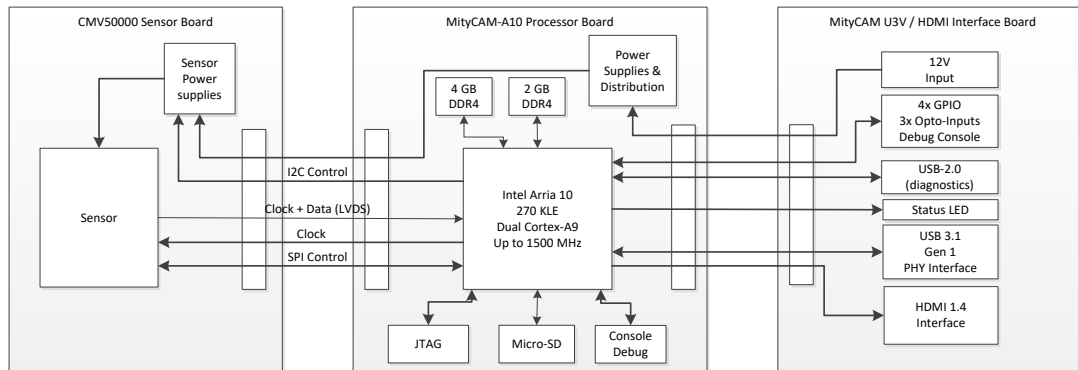 CMV50000 Sensor Board
Sensor
Power
supplies
Sensor
I2C Control
Clock + Data (LVDS)
Clock
SPI Control
MityCAM-A10 Processor Board
4 GB
DDR4
2 GB
DDR4
Power
Supplies &
Distribution
Intel Arria 10
270 KLE
Dual Cortex-A9
Up to 1500 MHz
JTAG
Micro-SD
Console
Debug
MityCAM U3V / HDMI Interface Board
12V
Input
4x GPIO
3x Opto-Inputs
Debug Console
USB-2.0
(diagnostics)
Status LED
USB 3.1
Gen 1
PHY Interface
HDMI 1.4
Interface